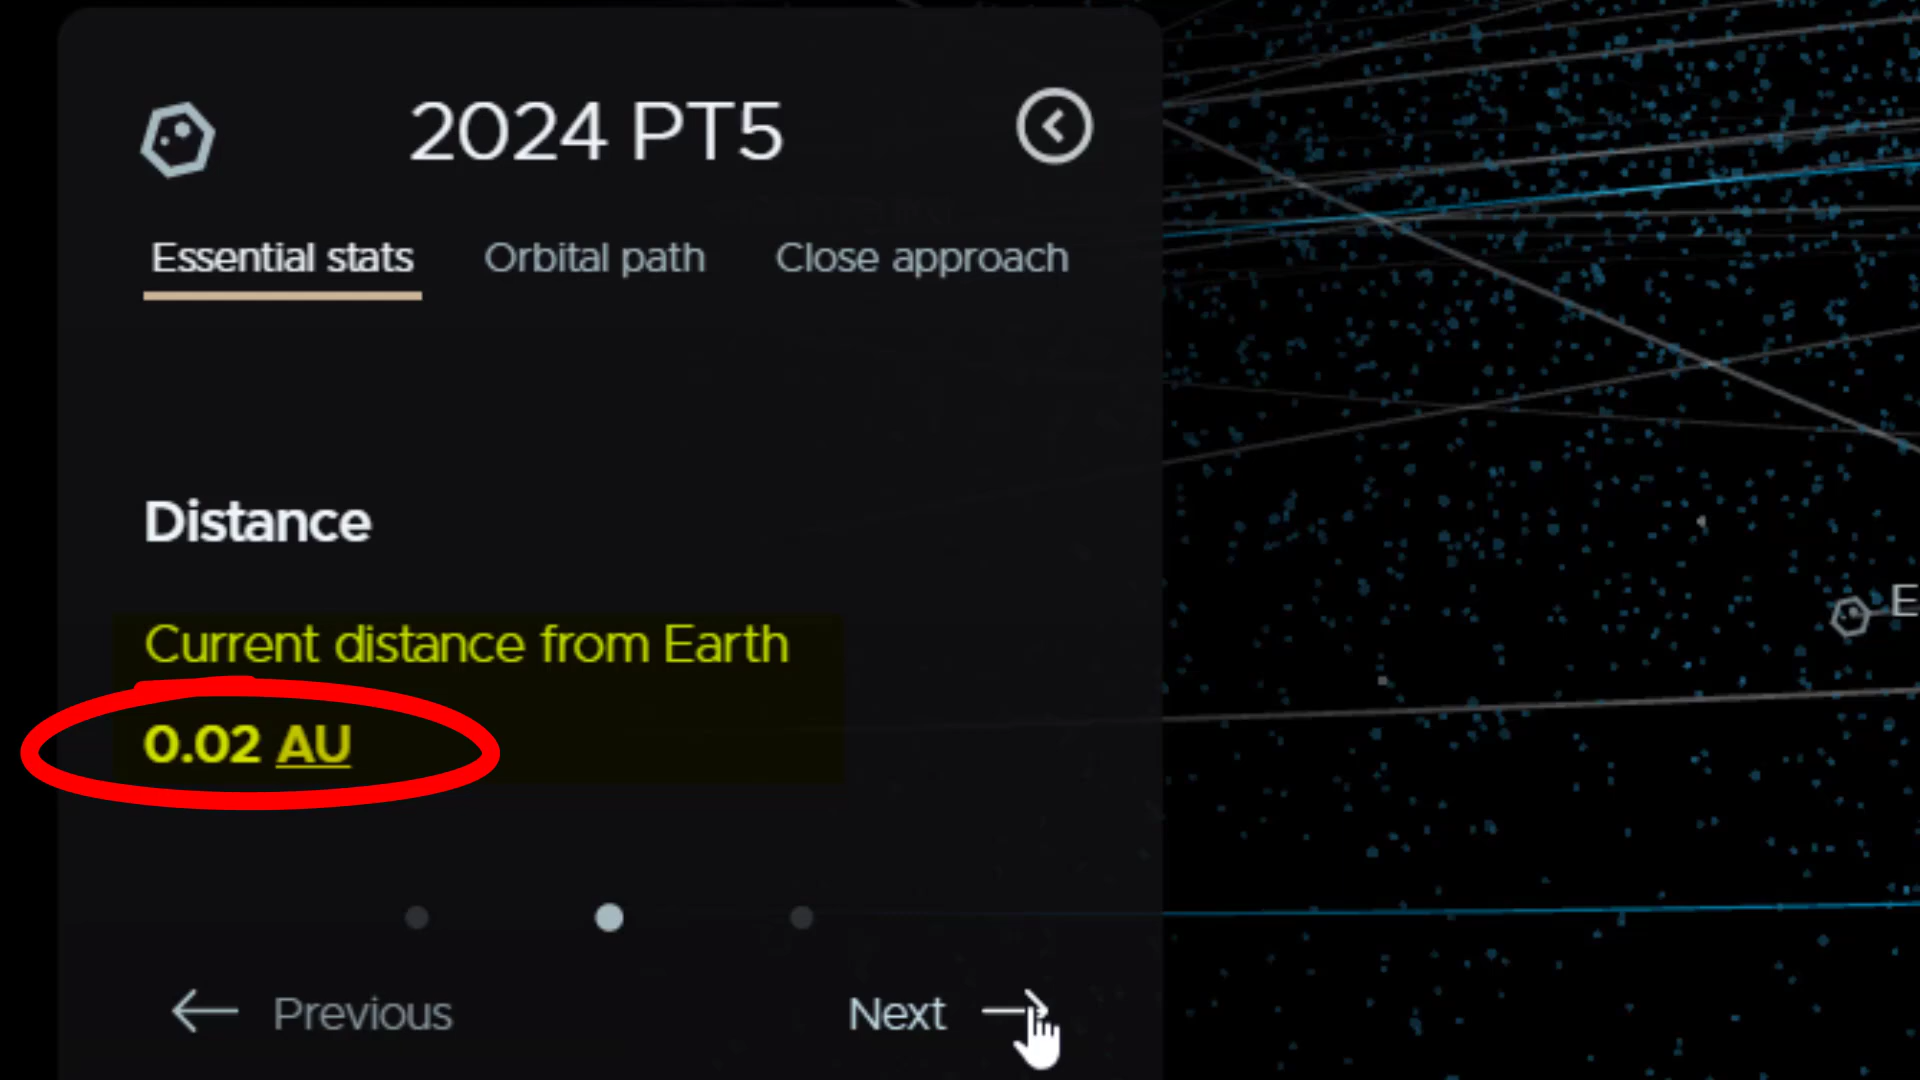 2024 PT5
Essential stats Orbital path Close approach
Distance
Current distance from Earth
0.02 AU
E
Previous Next